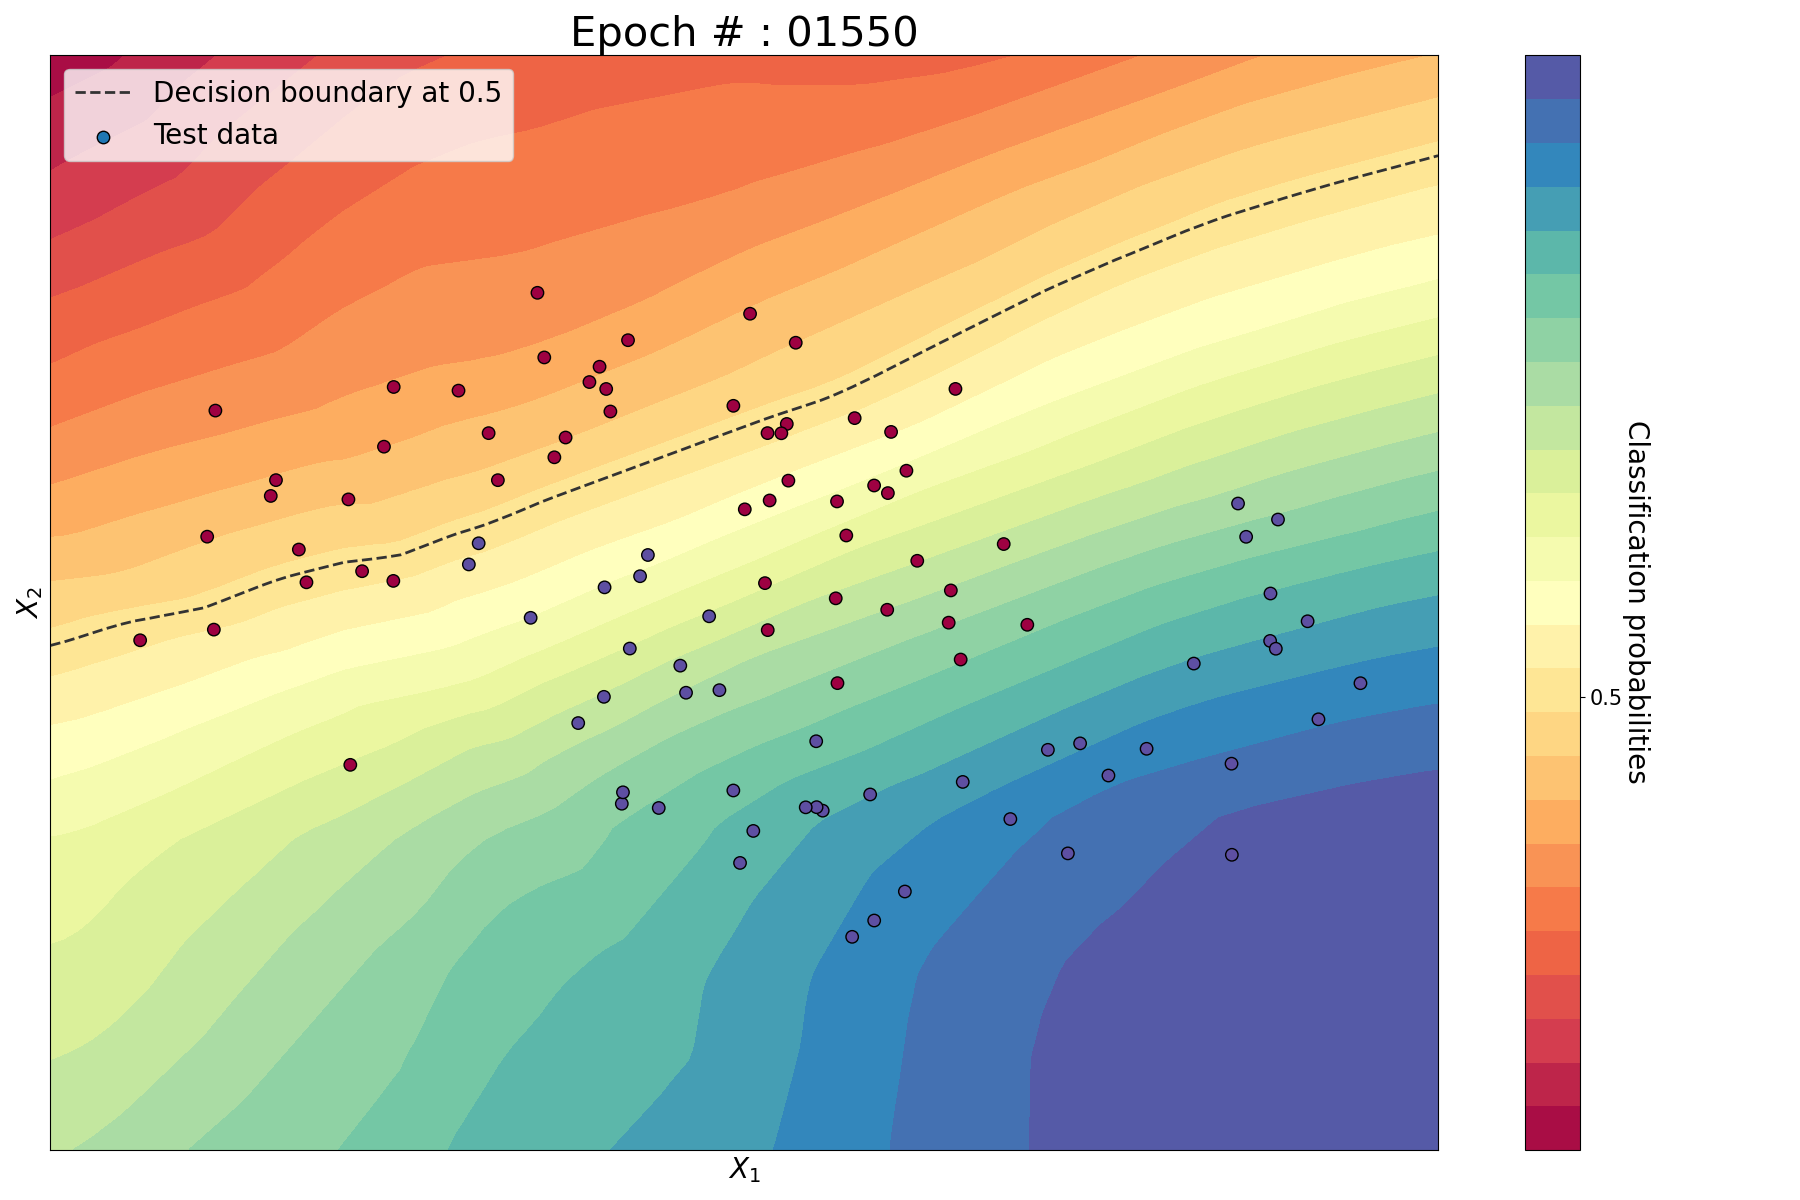 Epoch # : 01550
Decision boundary at 0.5
Test data
X₂
X₁
0.5
Classification probabilities